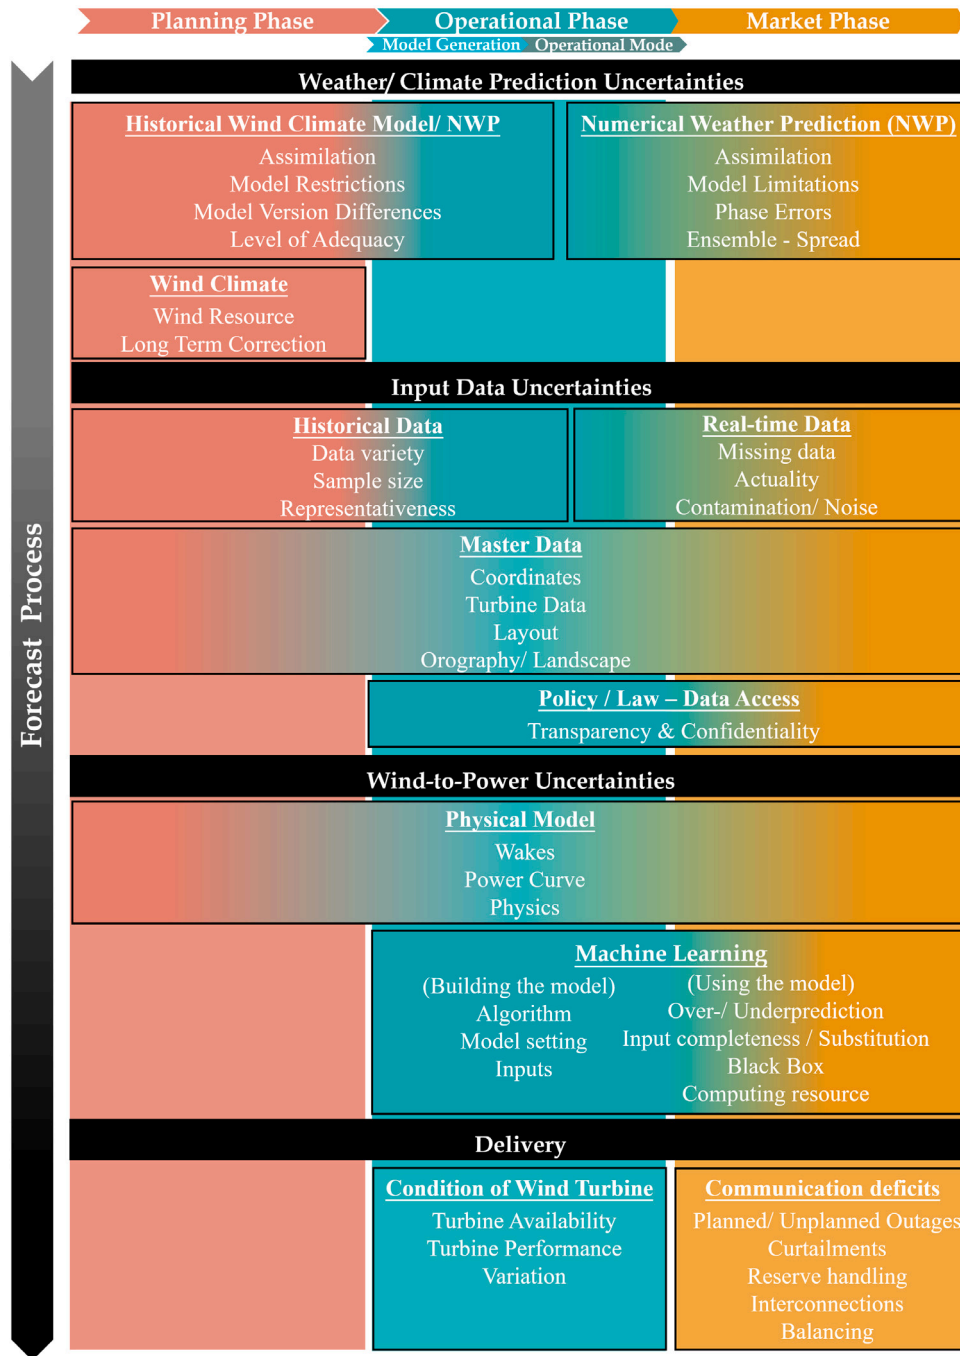 Planning Phase
Operational Phase
Market Phase
Model Generation
Operational Mode
Forecast Process
Weather/ Climate Prediction Uncertainties
Historical Wind Climate Model/ NWP
Assimilation
Model Restrictions
Model Version Differences
Level of Adequacy
Numerical Weather Prediction (NWP)
Assimilation
Model Limitations
Phase Errors
Ensemble - Spread
Wind Climate
Wind Resource
Long Term Correction
Input Data Uncertainties
Historical Data
Data variety
Sample size
Representativeness
Real-time Data
Missing data
Actuality
Contamination/ Noise
Master Data
Coordinates
Turbine Data
Layout
Orography/ Landscape
Policy / Law – Data Access
Transparency & Confidentiality
Wind-to-Power Uncertainties
Physical Model
Wakes
Power Curve
Physics
Machine Learning
(Building the model)
Algorithm
Model setting
Inputs
(Using the model)
Over-/ Underprediction
Input completeness / Substitution
Black Box
Computing resource
Delivery
Condition of Wind Turbine
Turbine Availability
Turbine Performance
Variation
Communication deficits
Planned/ Unplanned Outages
Curtailments
Reserve handling
Interconnections
Balancing